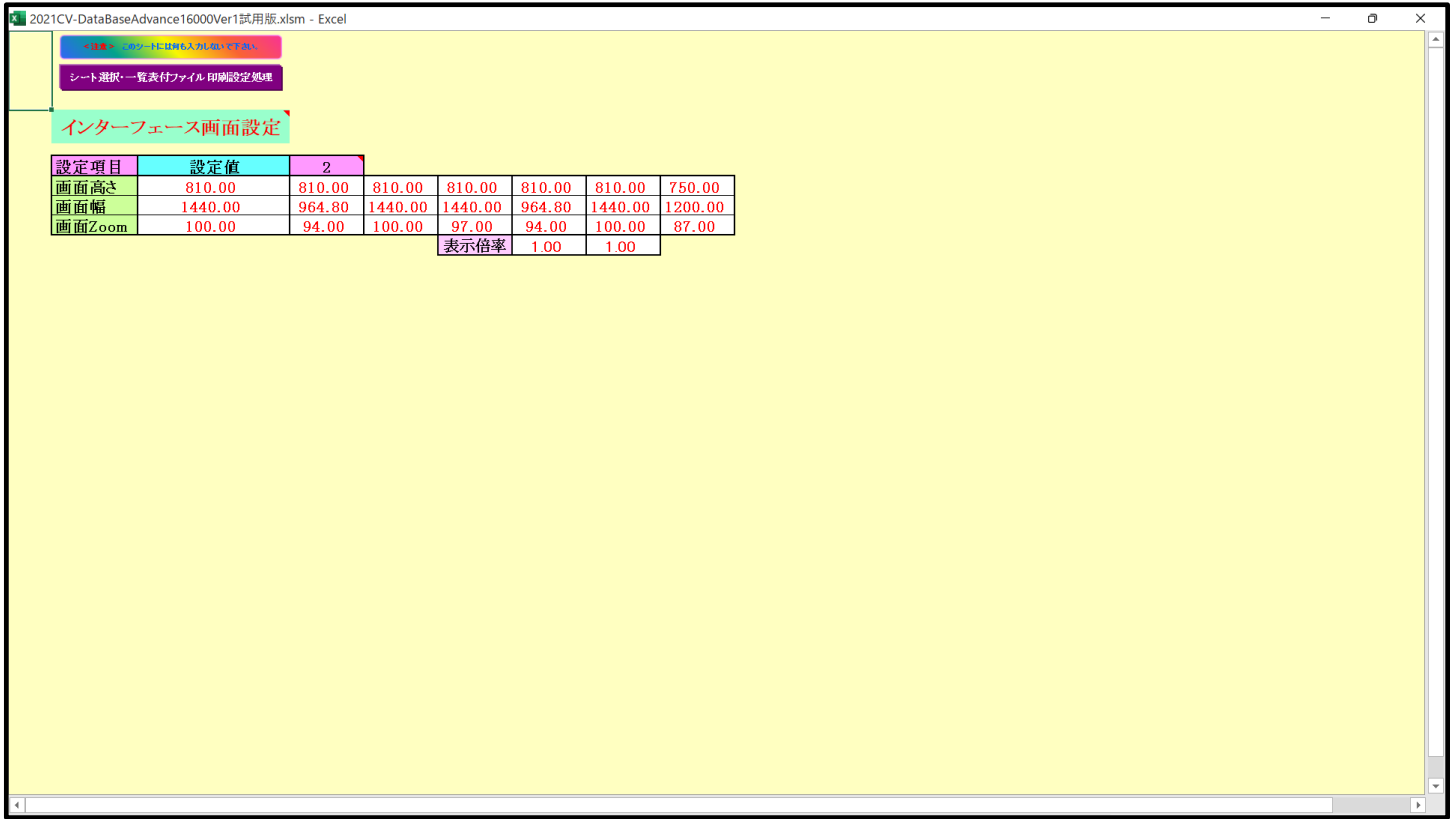 2021CV-DataBaseAdvance16000Ver1試用版.xlsm - Excel
<注意> このシートには何も入力しないで下さい。
シート選択・一覧表付ファイル印刷設定処理
インターフェース画面設定
設定項目 設定値 2
画面高さ 810.00 810.00 810.00 810.00 810.00 810.00 750.00
画面幅 1440.00 964.80 1440.00 1440.00 964.80 1440.00 1200.00
画面Zoom 100.00 94.00 100.00 97.00 94.00 100.00 87.00
表示倍率 1.00 1.00